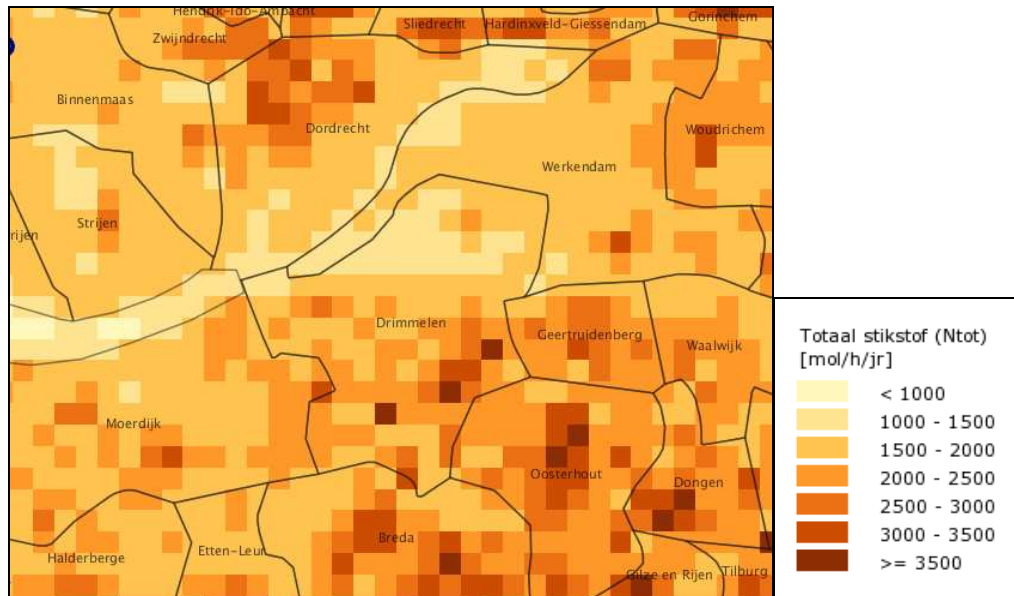 Hendrik-Ido-Ambacht
Sliedrecht
Hardinxveld-Giessendam
Gorinchem
Zwijndrecht
Binnenmaas
Dordrecht
Woudrichem
Werkendam
Strijen
rijen
Drimmelen
Geertruidenberg
Waalwijk
Moerdijk
Oosterhout
Dongen
Breda
Etten-Leur
Halderberge
Gilze en Rijen
Tilburg
Totaal stikstof (Ntot)
[mol/h/jr]
< 1000
1000 - 1500
1500 - 2000
2000 - 2500
2500 - 3000
3000 - 3500
>= 3500